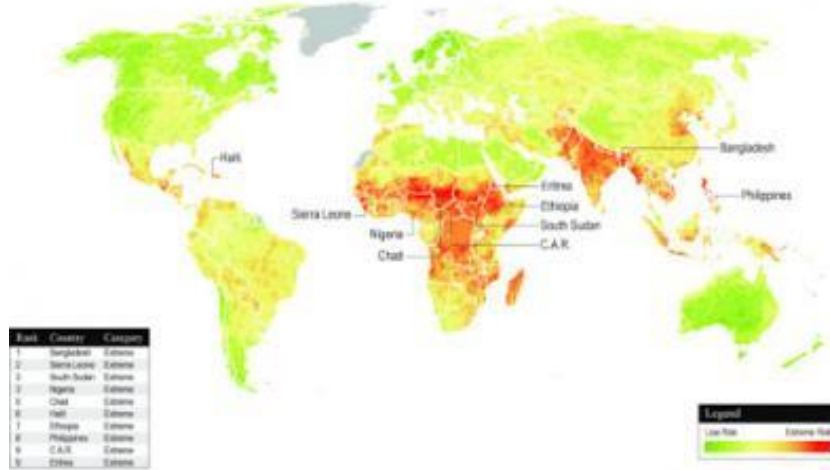 Haiti
Bangladesh
Eritrea
Ethiopia
Philippines
Sierra Leone
South Sudan
Nigeria
C.A.R.
Chad
Rank Country Category
1 Bangladesh Extreme
2 Sierra Leone Extreme
3 South Sudan Extreme
3 Nigeria Extreme
5 Chad Extreme
6 Haiti Extreme
7 Ethiopia Extreme
8 Philippines Extreme
9 C.A.R. Extreme
9 Eritrea Extreme
Legend
Low Risk Extreme Risk